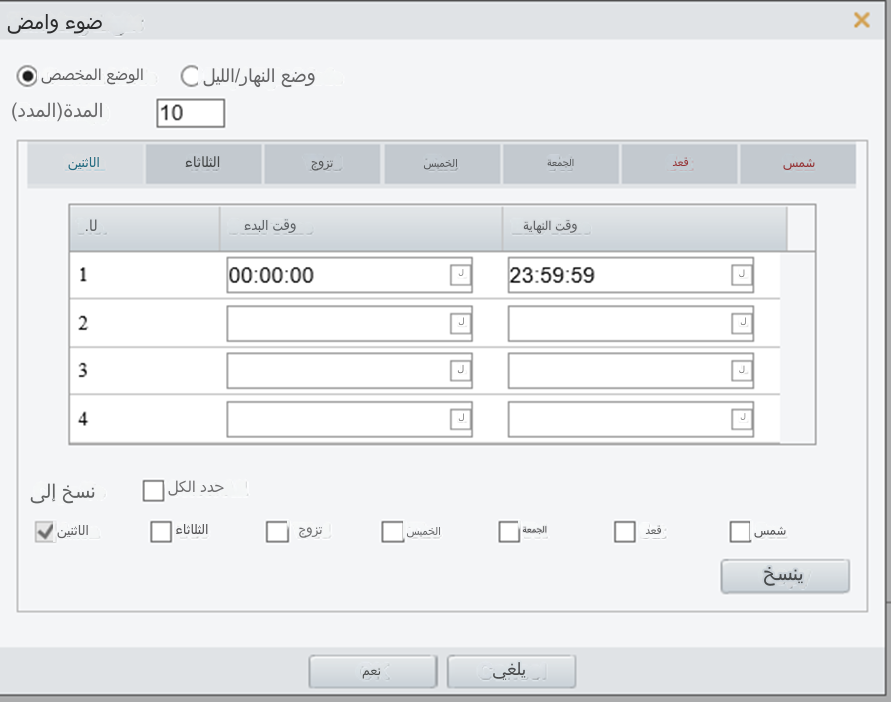 ضوء وامض
الوضع المخصص وضع النهار/الليل
المدة(المدد) 10
الاثنين الثلاثاء تزوج الخميس الجمعة قعد شمس
لا. وقت البدء وقت النهاية
1 00:00:00 23:59:59
2
3
4
نسخ إلى حدد الكل
الاثنين الثلاثاء تزوج الخميس الجمعة قعد شمس
ينسخ
نعم يلغي